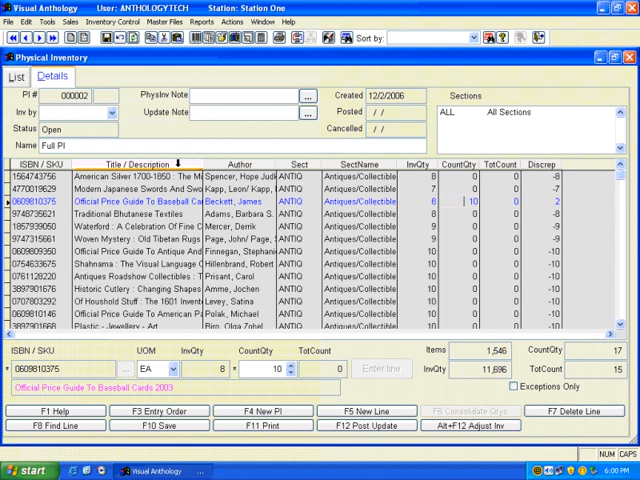 Visual Anthology User: ANTHOLOGYTECH Station: Station One
File Edit Tools Sales Inventory Control Master Files Reports Actions Window Help
Sort by:
Physical Inventory
List Details
PI # 000002 PhysInv Note ... Created 12/2/2006 Sections
Inv by Update Note ... Posted / / ALL All Sections
Status Open Cancelled / /
Name Full PI
ISBN / SKU Title / Description Author Sect SectName InvQty CountQty TotCount Discrep
1564743756 American Silver 1700-1850 : The Mi Spencer, Hope Jud ANTIQ Antiques/Collectible 8 0 0 -8
4770019629 Modern Japanese Swords And Swo Kapp, Leon/ Kapp, ANTIQ Antiques/Collectible 7 0 0 -7
0609810375 Official Price Guide To Baseball Ca Beckett, James ANTIQ Antiques/Collectible 8 10 0 2
9748735621 Traditional Bhutanese Textiles Adams, Barbara S. ANTIQ Antiques/Collectible 8 0 0 -8
1857939050 Waterford : A Celebration Of Fine C Mercer, Derrik ANTIQ Antiques/Collectible 9 0 0 -9
9747315661 Woven Mystery : Old Tibetan Rugs Page, John/ Page, ANTIQ Antiques/Collectible 9 0 0 -9
0609809350 Official Price Guide To Antique And Finnegan, Stephan ANTIQ Antiques/Collectible 10 0 0 -10
0754633675 Shahnama : The Visual Language Hillenbrand, Robert ANTIQ Antiques/Collectible 10 0 0 -10
0761128220 Antiques Roadshow Collectibles : T Prisant, Carol ANTIQ Antiques/Collectible 10 0 0 -10
3897901676 Historic Cutlery : Changing Shapes Amme, Jochen ANTIQ Antiques/Collectible 10 0 0 -10
0707803292 Of Houshold Stuff : The 1601 Inven Levey, Satina ANTIQ Antiques/Collectible 10 0 0 -10
0609810146 Official Price Guide To American Pa Polak, Michael ANTIQ Antiques/Collectible 10 0 0 -10
3897901668 Plastic - Jewellery - Art ANTIQ Antiques/Collectible 10 0 0 -10
ISBN / SKU UOM InvQty CountQty TotCount Items 1,546 CountQty 17
* 0609810375 ... EA 8 * 10 0 Enter line InvQty 11,696 TotCount 15
Official Price Guide To Baseball Cards 2003 Exceptions Only
F1 Help F3 Entry Order F4 New PI F5 New Line F6 Consolidate Qtys F7 Delete Line
F8 Find Line F10 Save F11 Print F12 Post Update Alt+F12 Adjust Inv
NUM CAPS
start Visual Anthology ... 6:00 PM